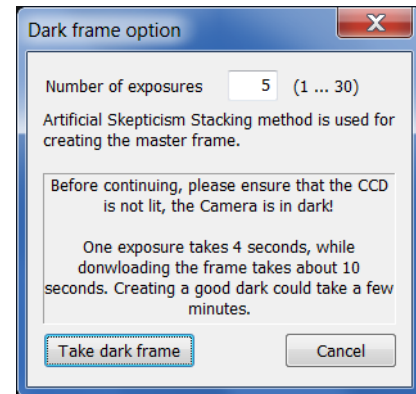 Dark frame option
Number of exposures 5 (1 ... 30)
Artificial Skepticism Stacking method is used for
creating the master frame.
Before continuing, please ensure that the CCD
is not lit, the Camera is in dark!
One exposure takes 4 seconds, while
donwloading the frame takes about 10
seconds. Creating a good dark could take a few
minutes.
Take dark frame Cancel